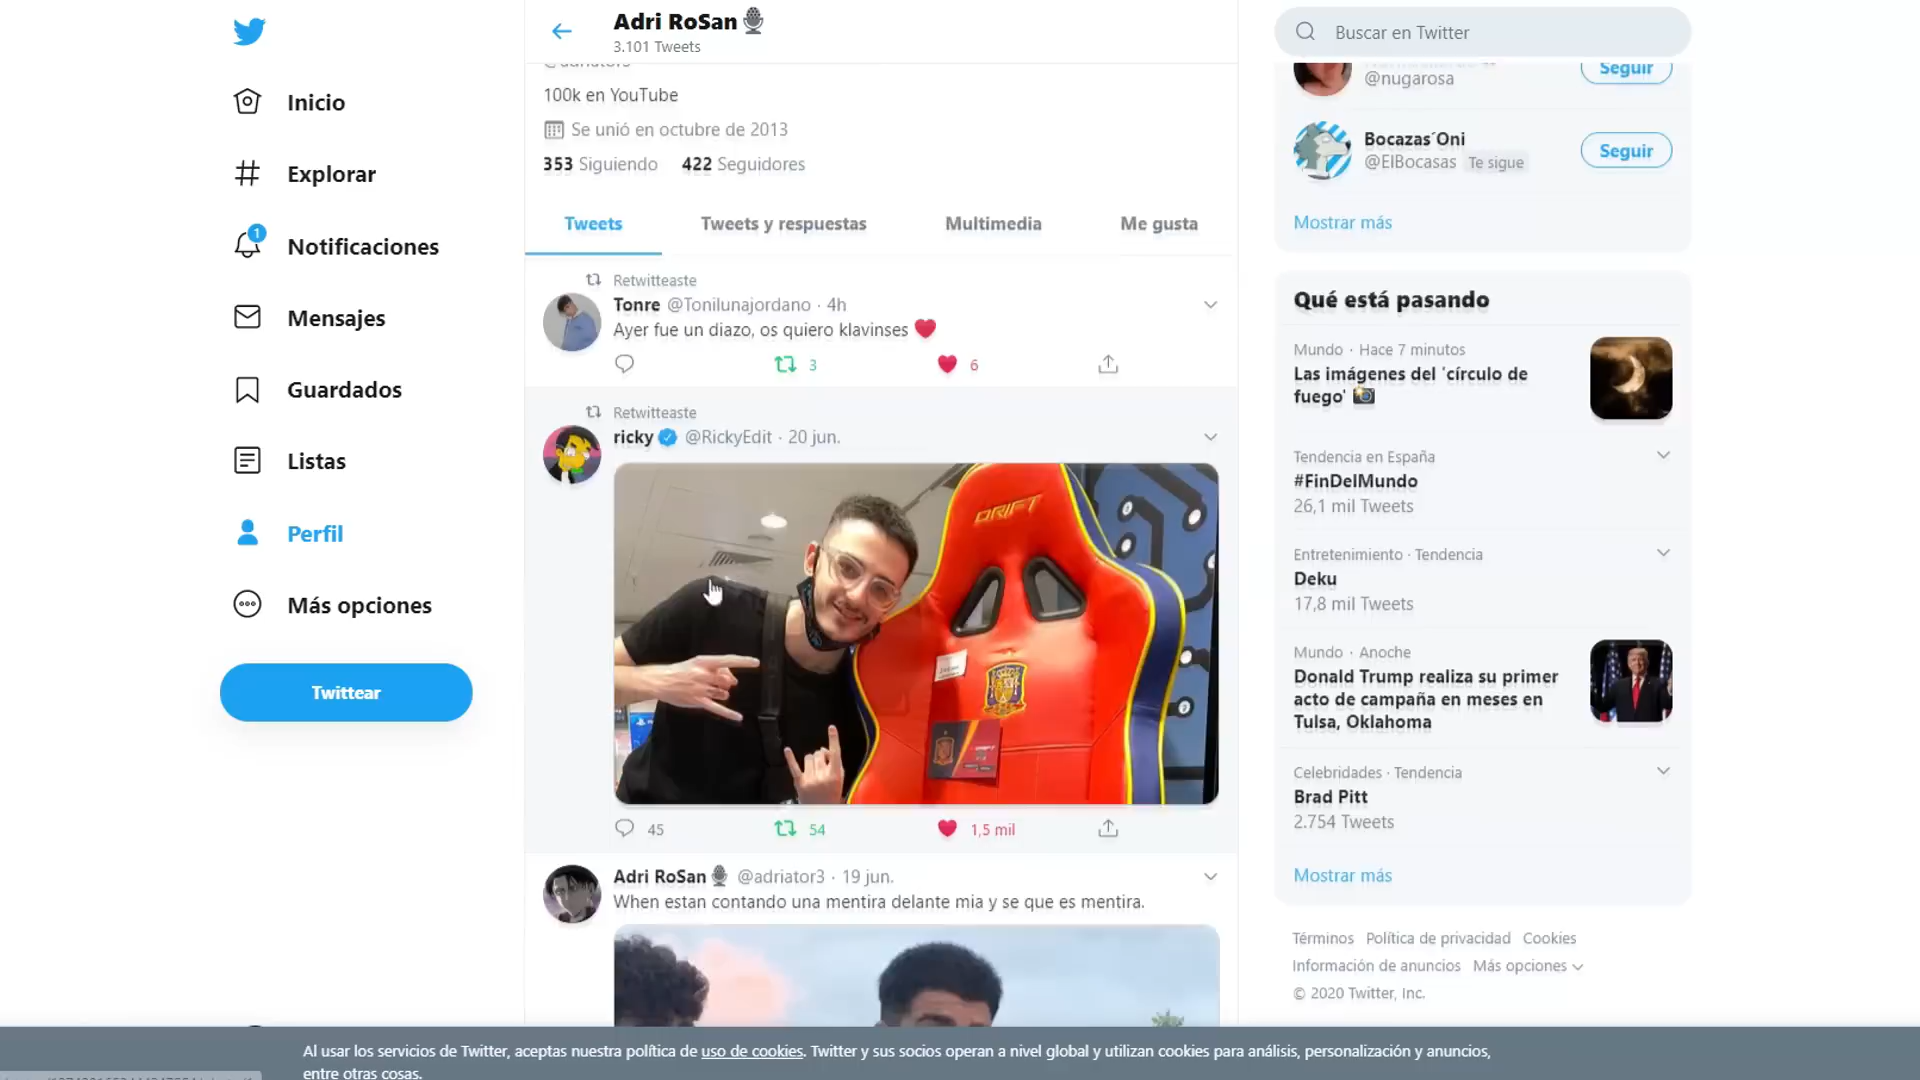 Inicio
Explorar
1
Notificaciones
Mensajes
Guardados
Listas
Perfil
Más opciones
Twittear
Adri RoSan
3.101 Tweets
100k en YouTube
Se unió en octubre de 2013
353 Siguiendo 422 Seguidores
Tweets Tweets y respuestas Multimedia Me gusta
Retwitteaste
Tonre @Tonilunajordano · 4h
Ayer fue un diazo, os quiero klavinses ❤
3 6
Retwitteaste
ricky @RickyEdit · 20 jun.
DRIFT
45 54 1,5 mil
Adri RoSan @adriator3 · 19 jun.
When estan contando una mentira delante mia y se que es mentira.
Buscar en Twitter
Seguir
@nugarosa
Bocazas´Oni
@ElBocasas Te sigue
Seguir
Mostrar más
Qué está pasando
Mundo · Hace 7 minutos
Las imágenes del 'círculo de
fuego' 📸
Tendencia en España
#FinDelMundo
26,1 mil Tweets
Entretenimiento · Tendencia
Deku
17,8 mil Tweets
Mundo · Anoche
Donald Trump realiza su primer
acto de campaña en meses en
Tulsa, Oklahoma
Celebridades · Tendencia
Brad Pitt
2.754 Tweets
Mostrar más
Términos Política de privacidad Cookies
Información de anuncios Más opciones
© 2020 Twitter, Inc.
Al usar los servicios de Twitter, aceptas nuestra política de uso de cookies. Twitter y sus socios operan a nivel global y utilizan cookies para análisis, personalización y anuncios,
entre otras cosas.